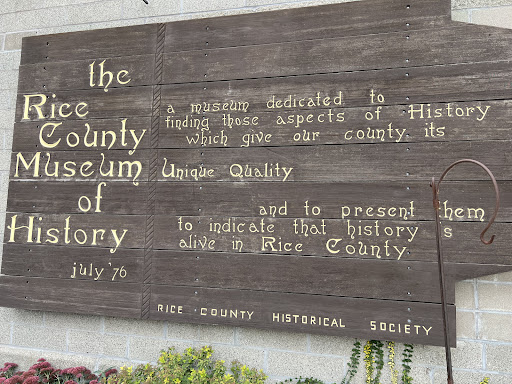 the
Rice
County
Museum
of
History
july '76
a museum dedicated to
finding those aspects of History
which give our county its
Unique Quality
and to present them
to indicate that history is
alive in Rice County.
RICE COUNTY HISTORICAL SOCIETY